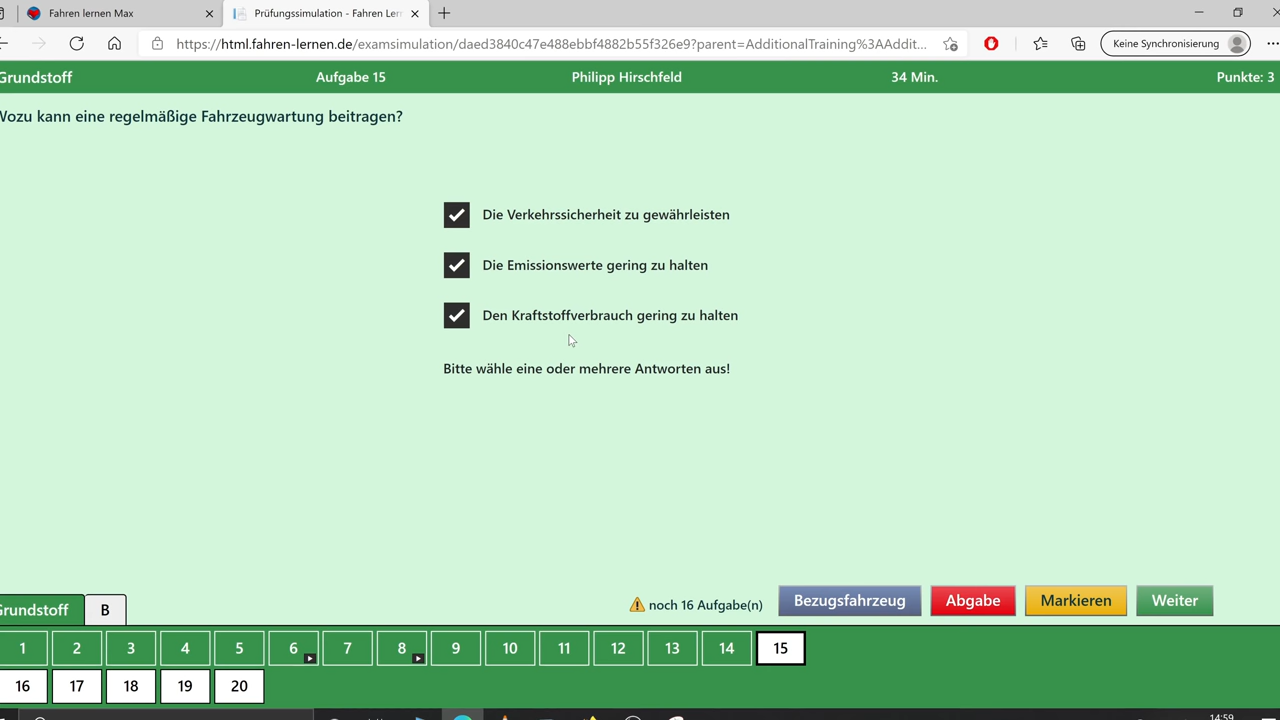 Fahren lernen Max
Prüfungssimulation - Fahren Ler
https://html.fahren-lernen.de/examsimulation/daed3840c47e488ebbf4882b55f326e9?parent=AdditionalTraining%3AAddit...
Keine Synchronisierung
Grundstoff Aufgabe 15 Philipp Hirschfeld 34 Min. Punkte: 3
Wozu kann eine regelmäßige Fahrzeugwartung beitragen?
Die Verkehrssicherheit zu gewährleisten
Die Emissionswerte gering zu halten
Den Kraftstoffverbrauch gering zu halten
Bitte wähle eine oder mehrere Antworten aus!
Grundstoff B
noch 16 Aufgabe(n) Bezugsfahrzeug Abgabe Markieren Weiter
1 2 3 4 5 6 7 8 9 10 11 12 13 14 15
16 17 18 19 20
14:59